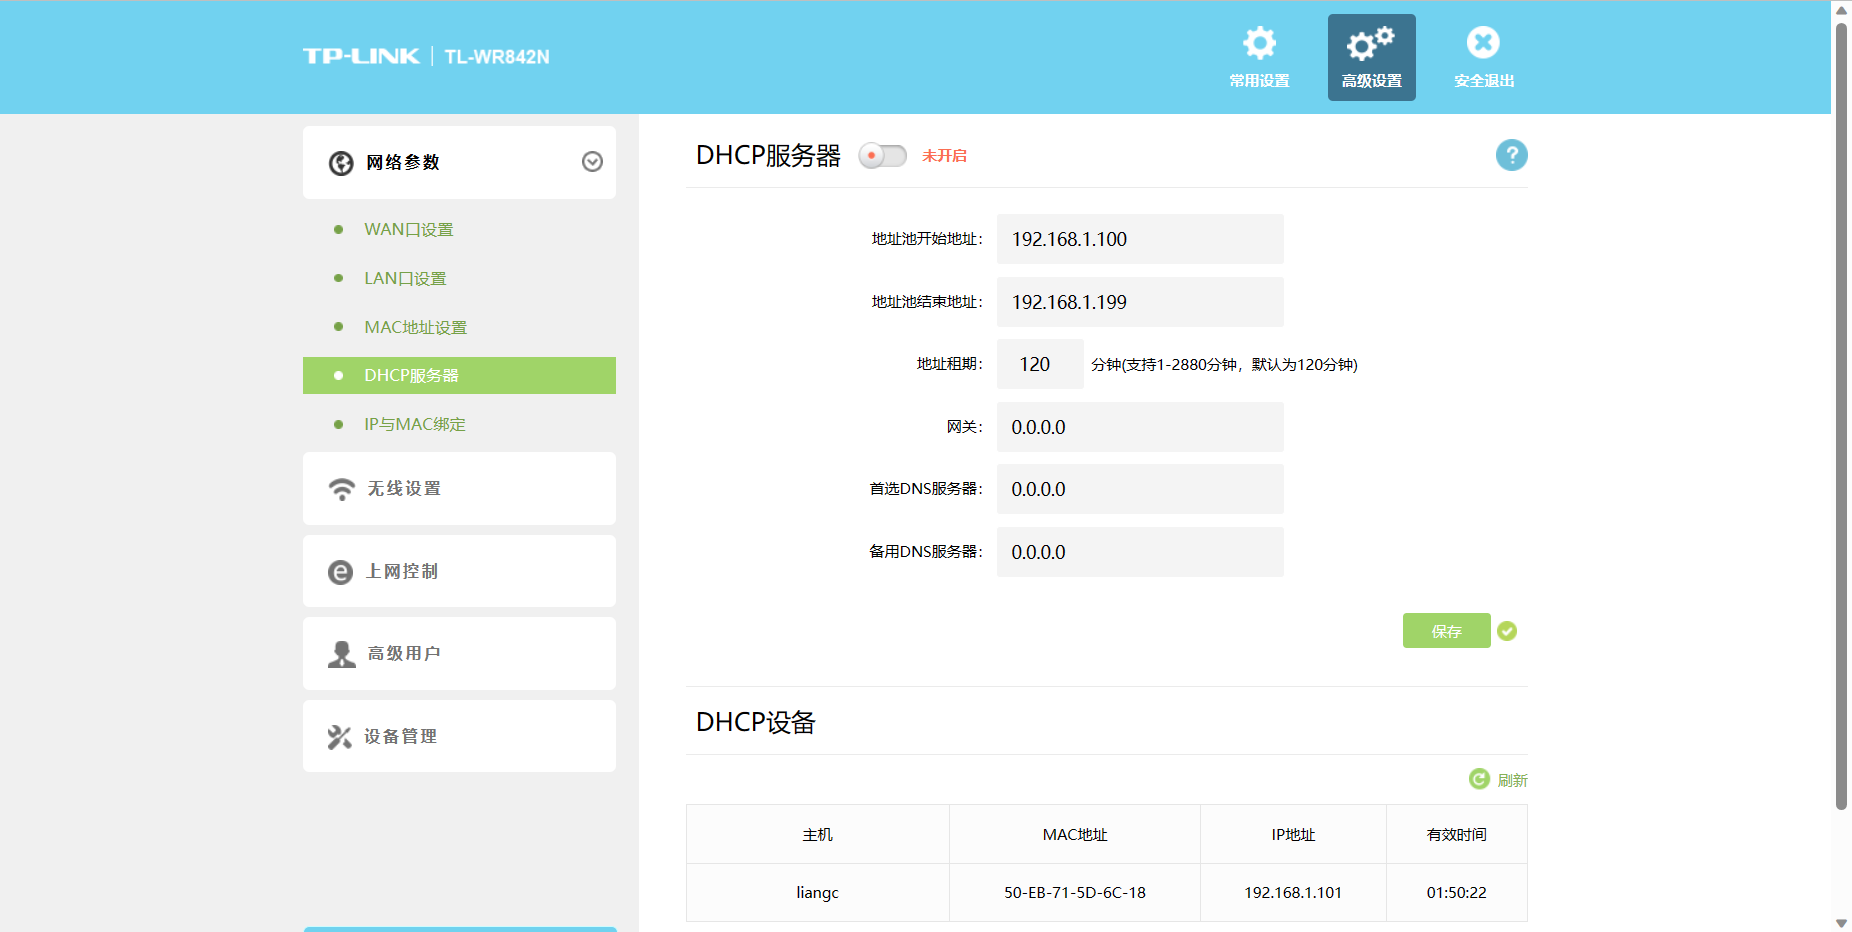 TP-LINK | TL-WR842N
常用设置
高级设置
安全退出
网络参数
WAN口设置
LAN口设置
MAC地址设置
DHCP服务器
IP与MAC绑定
无线设置
上网控制
高级用户
设备管理
DHCP服务器 未开启
?
地址池开始地址： 192.168.1.100
地址池结束地址： 192.168.1.199
地址租期： 120 分钟(支持1-2880分钟，默认为120分钟)
网关： 0.0.0.0
首选DNS服务器： 0.0.0.0
备用DNS服务器： 0.0.0.0
保存
DHCP设备
刷新
主机 MAC地址 IP地址 有效时间
liangc 50-EB-71-5D-6C-18 192.168.1.101 01:50:22